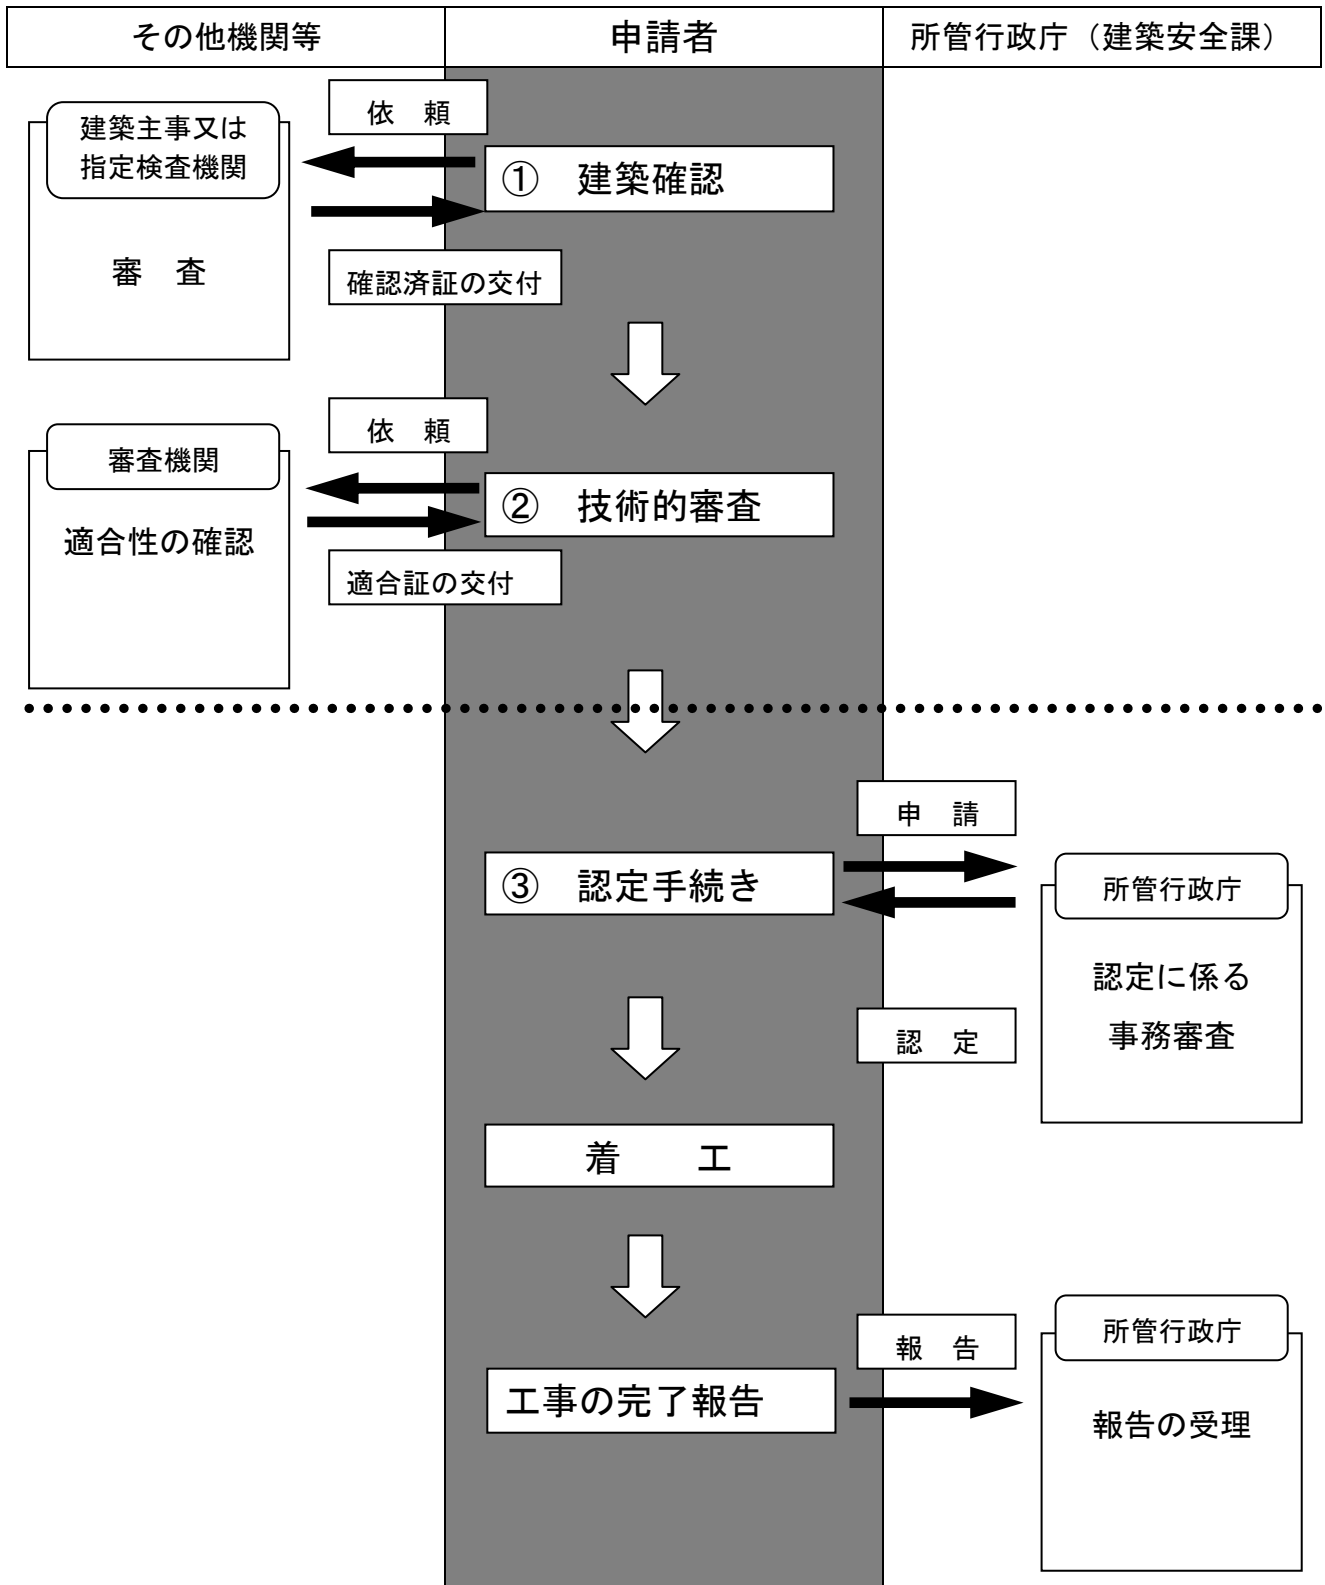 その他機関等
申請者
所管行政庁（建築安全課）
依　頼
建築主事又は
指定検査機関
①　建築確認
審　査
確認済証の交付
依　頼
審査機関
②　技術的審査
適合性の確認
適合証の交付
申　請
③　認定手続き
所管行政庁
認定に係る
事務審査
認　定
着　　工
所管行政庁
報　告
工事の完了報告
報告の受理